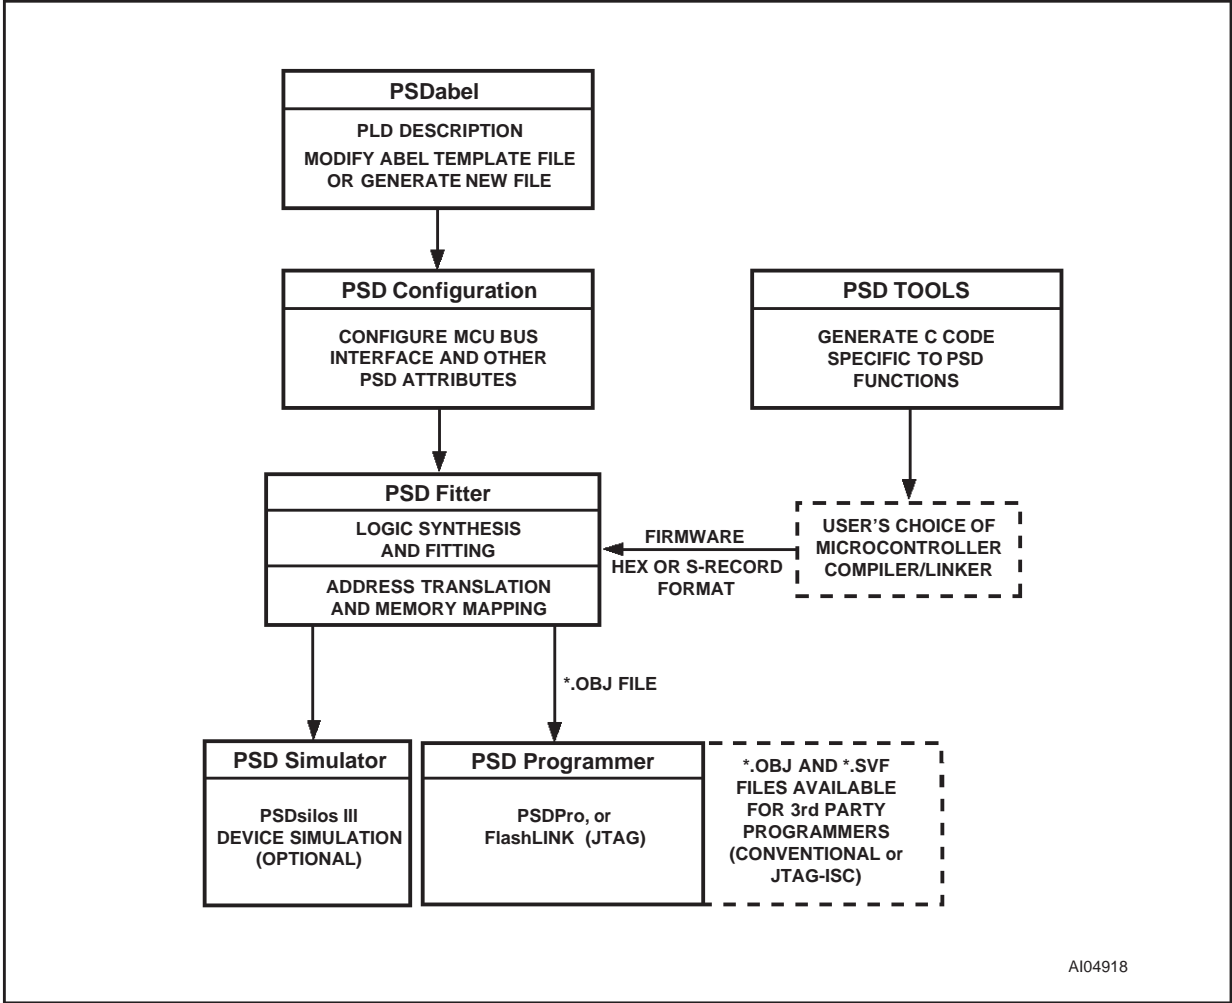 PSDabel
PLD DESCRIPTION
MODIFY ABEL TEMPLATE FILE
OR GENERATE NEW FILE
PSD Configuration
CONFIGURE MCU BUS
INTERFACE AND OTHER
PSD ATTRIBUTES
PSD TOOLS
GENERATE C CODE
SPECIFIC TO PSD
FUNCTIONS
PSD Fitter
LOGIC SYNTHESIS
AND FITTING
ADDRESS TRANSLATION
AND MEMORY MAPPING
FIRMWARE
HEX OR S-RECORD
FORMAT
USER'S CHOICE OF
MICROCONTROLLER
COMPILER/LINKER
*.OBJ FILE
PSD Simulator
PSDsilos III
DEVICE SIMULATION
(OPTIONAL)
PSD Programmer
PSDPro, or
FlashLINK (JTAG)
*.OBJ AND *.SVF
FILES AVAILABLE
FOR 3rd PARTY
PROGRAMMERS
(CONVENTIONAL or
JTAG-ISC)
AI04918